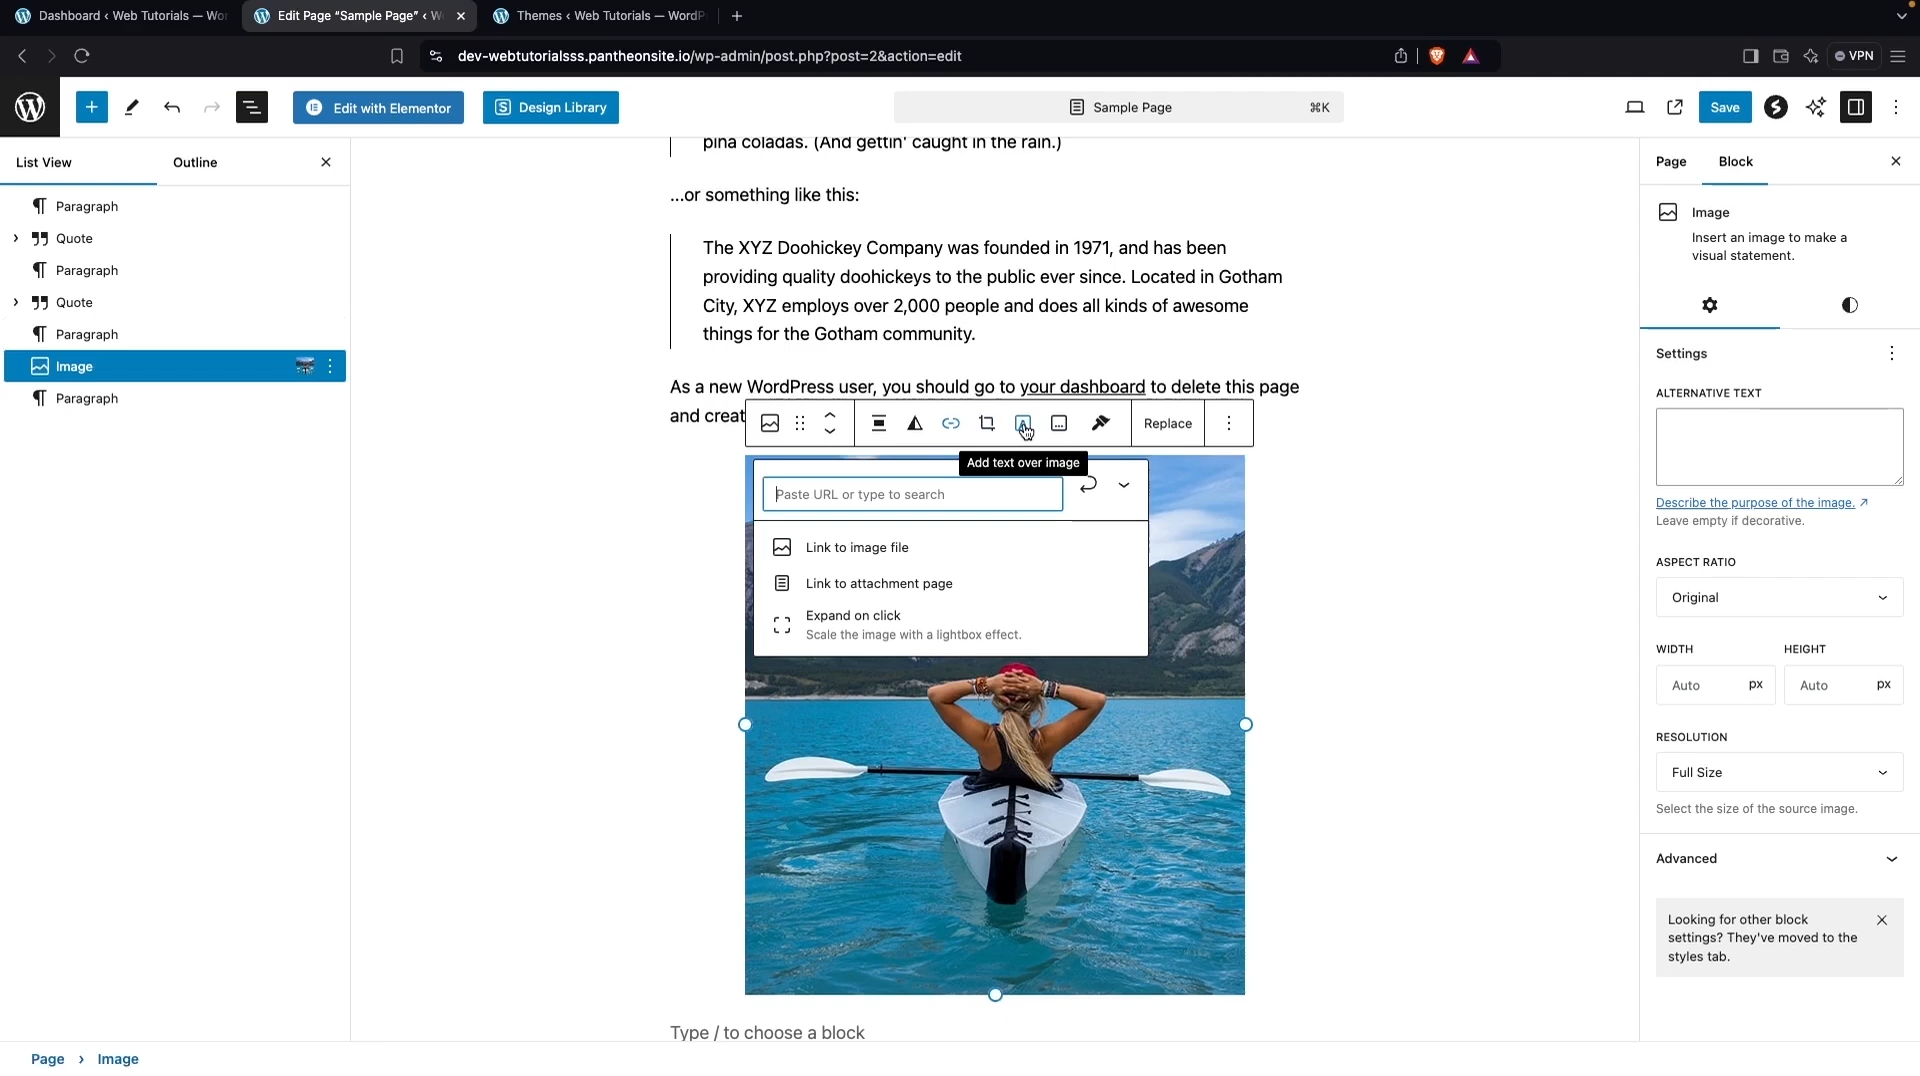 Dashboard ‹ Web Tutorials — Wor
Edit Page “Sample Page” ‹ W
Themes ‹ Web Tutorials — WordP
dev-webtutorialsss.pantheonsite.io/wp-admin/post.php?post=2&action=edit
VPN
Edit with Elementor
S Design Library
Sample Page
⌘K
Save
List View
Outline
Paragraph
Quote
Paragraph
Quote
Paragraph
Image
Paragraph
pina coladas. (And gettin' caught in the rain.)
...or something like this:
The XYZ Doohickey Company was founded in 1971, and has been
providing quality doohickeys to the public ever since. Located in Gotham
City, XYZ employs over 2,000 people and does all kinds of awesome
things for the Gotham community.
As a new WordPress user, you should go to your dashboard to delete this page
and creat
Replace
Add text over image
Paste URL or type to search
Link to image file
Link to attachment page
Expand on click
Scale the image with a lightbox effect.
Type / to choose a block
Page
Block
Image
Insert an image to make a
visual statement.
Settings
ALTERNATIVE TEXT
Describe the purpose of the image. ↗
Leave empty if decorative.
ASPECT RATIO
Original
WIDTH
HEIGHT
Auto px
Auto px
RESOLUTION
Full Size
Select the size of the source image.
Advanced
Looking for other block
settings? They've moved to the
styles tab.
Page › Image